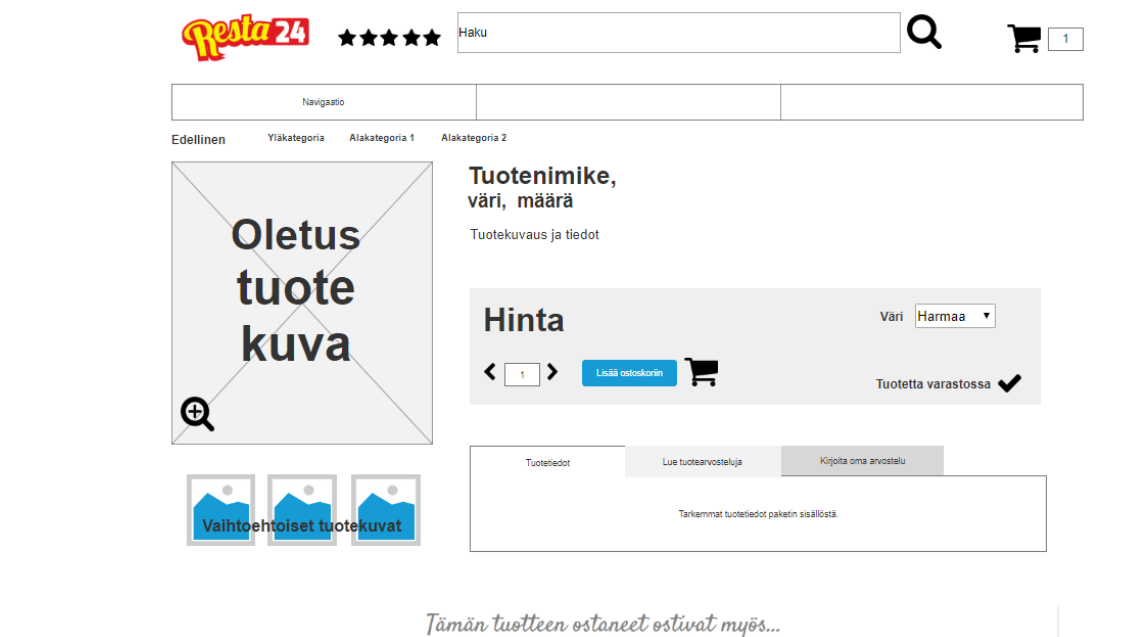 Resta 24
Haku
1
Navigaatio
Edellinen Yläkategoria Alakategoria 1 Alakategoria 2
Oletus
tuote
kuva
Tuotenimike,
väri, määrä
Tuotekuvaus ja tiedot
Hinta
Väri Harmaa
1
Lisää ostoskoriin
Tuotetta varastossa
Tuotetiedot Lue tuotearvosteluja Kirjoita oma arvostelu
Tarkemmat tuotetiedot paketin sisällöstä.
Vaihtoehtoiset tuotekuvat
Tämän tuotteen ostaneet ostivat myös...